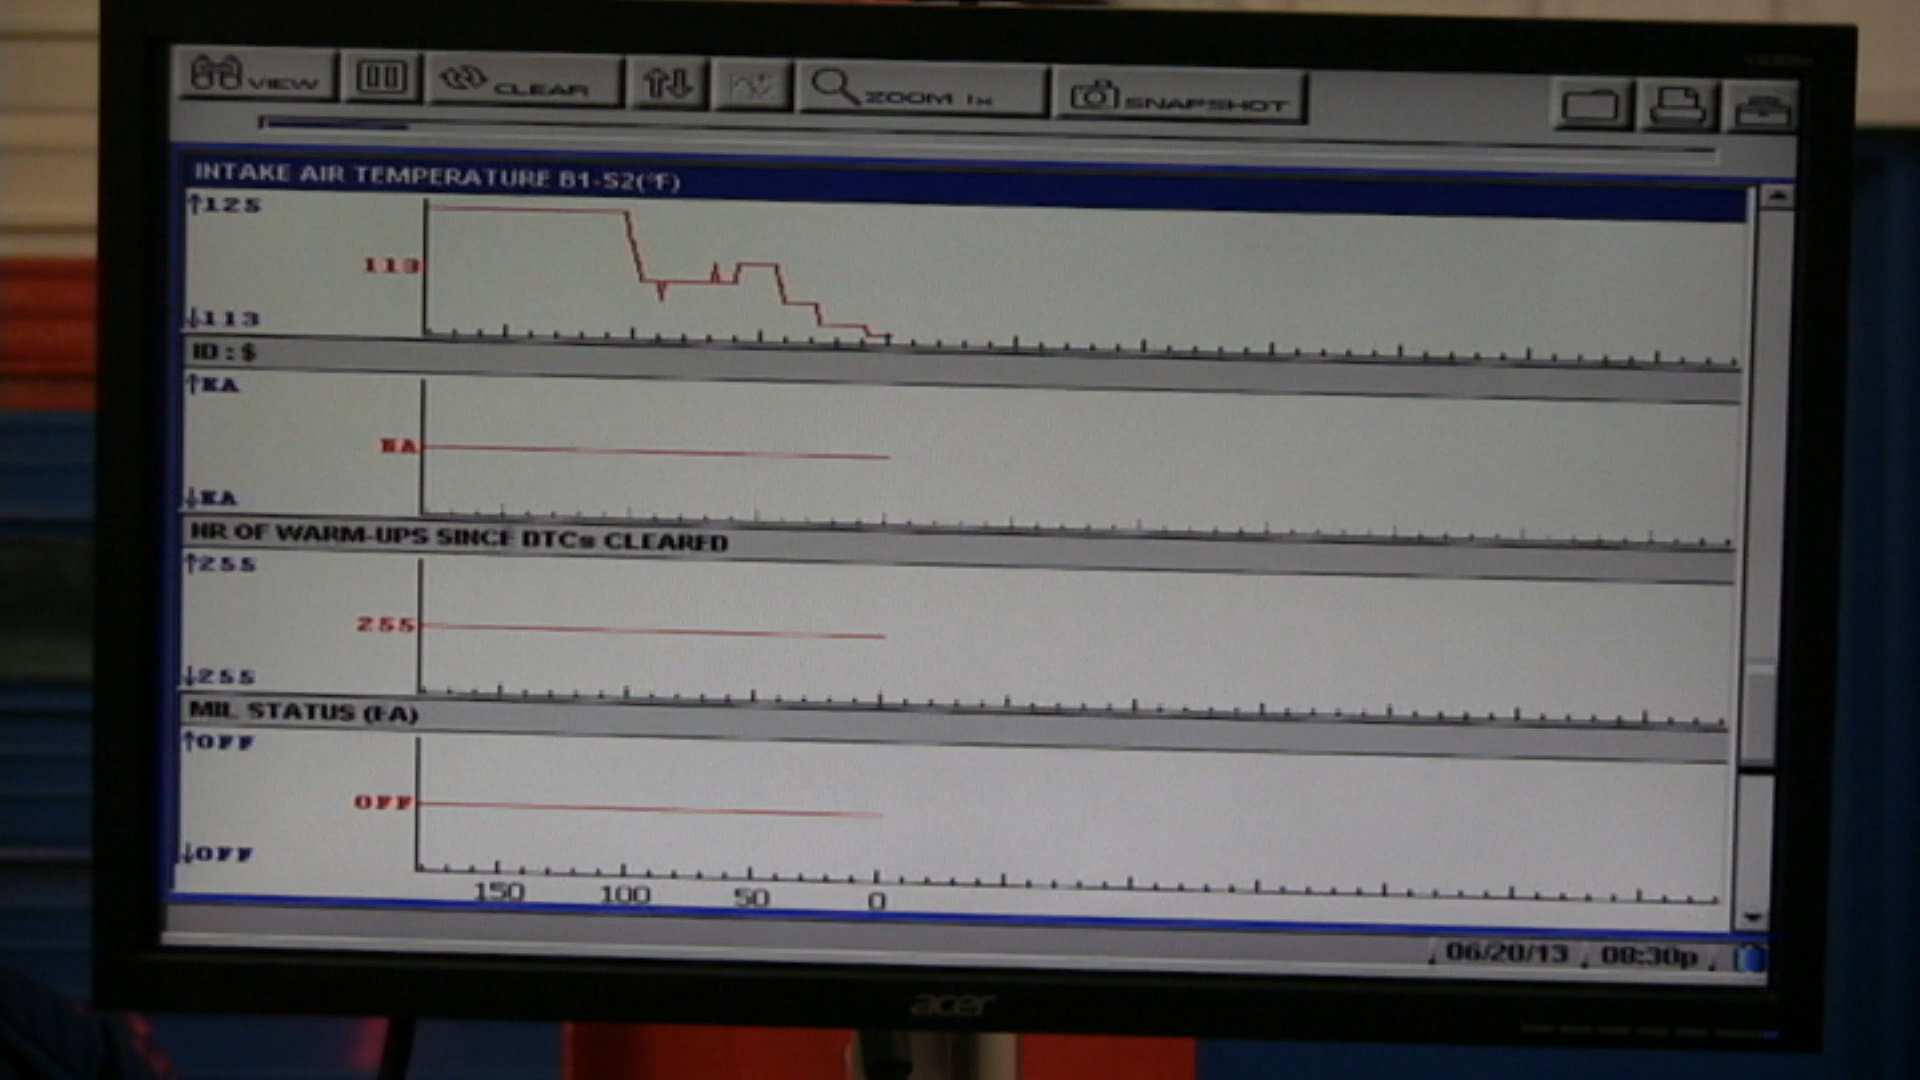 VIEW CLEAR ZOOM 1x SNAPSHOT
INTAKE AIR TEMPERATURE B1-S2(°F)
↑125
113
↓113
ID : $
↑EA
EA
↓EA
NR OF WARM-UPS SINCE DTCs CLEARED
↑255
255
↓255
MIL STATUS (EA)
↑OFF
OFF
↓OFF
150 100 50 0
06/20/13 08:30p
acer